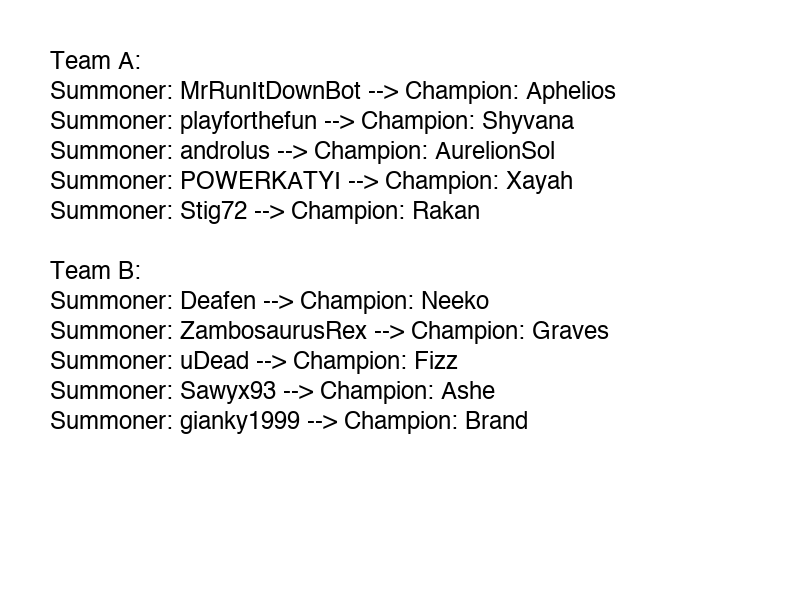 Team A:
Summoner: MrRunItDownBot --> Champion: Aphelios
Summoner: playforthefun --> Champion: Shyvana
Summoner: androlus --> Champion: AurelionSol
Summoner: POWERKATYI --> Champion: Xayah
Summoner: Stig72 --> Champion: Rakan
Team B:
Summoner: Deafen --> Champion: Neeko
Summoner: ZambosaurusRex --> Champion: Graves
Summoner: uDead --> Champion: Fizz
Summoner: Sawyx93 --> Champion: Ashe
Summoner: gianky1999 --> Champion: Brand